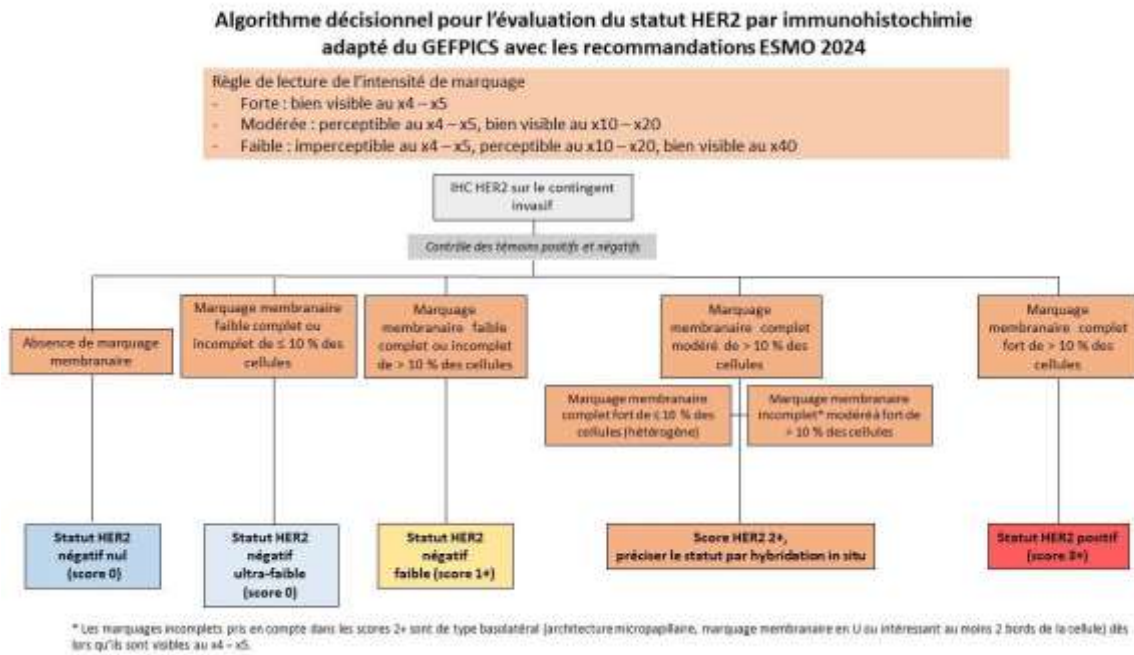 Algorithme décisionnel pour l'évaluation du statut HER2 par immunohistochimie
adapté du GEFPICS avec les recommandations ESMO 2024
Règle de lecture de l'intensité de marquage
- Forte : bien visible au x4 – x5
- Modérée : perceptible au x4 – x5, bien visible au x10 – x20
- Faible : imperceptible au x4 – x5, perceptible au x10 – x20, bien visible au x40
IHC HER2 sur le contingent
invasif
Contrôle des témoins positifs et négatifs
Absence de marquage
membranaire
Marquage membranaire
faible complet ou
incomplet de ≤ 10 % des
cellules
Marquage
membranaire faible
complet ou incomplet
de > 10 % des cellules
Marquage
membranaire complet
modéré de > 10 % des
cellules
Marquage
membranaire complet
fort de > 10 % des
cellules
Marquage membranaire
complet fort de ≤ 10 % des
cellules (hétérogène)
Marquage membranaire
incomplet* modéré à fort de
> 10 % des cellules
Statut HER2
négatif nul
(score 0)
Statut HER2
négatif
ultra-faible
(score 0)
Statut HER2
négatif
faible (score 1+)
Score HER2 2+,
préciser le statut par hybridation in situ
Statut HER2 positif
(score 3+)
* Les marquages incomplets pris en compte dans les scores 2+ sont de type basolatéral (architecture micropapillaire, marquage membranaire en U ou intéressant au moins 2 bords de la cellule) dès
lors qu'ils sont visibles au x4 – x5.